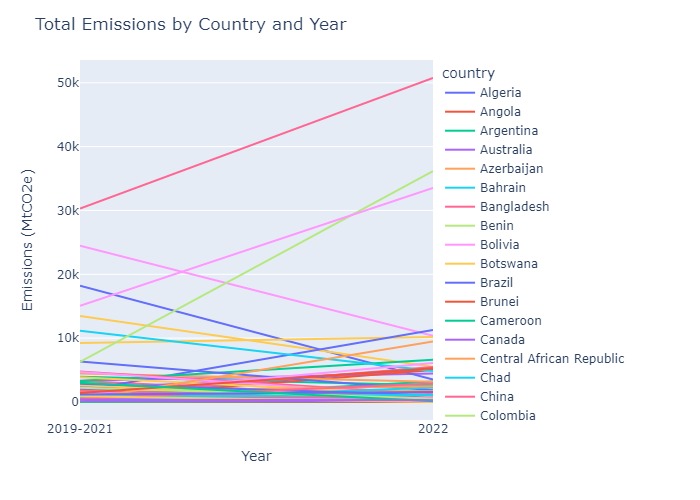 Total Emissions by Country and Year
country
50k
40k
30k
20k
10k
0
Emissions (MtCO2e)
2019-2021
2022
Year
Algeria
Angola
Argentina
Australia
Azerbaijan
Bahrain
Bangladesh
Benin
Bolivia
Botswana
Brazil
Brunei
Cameroon
Canada
Central African Republic
Chad
China
Colombia